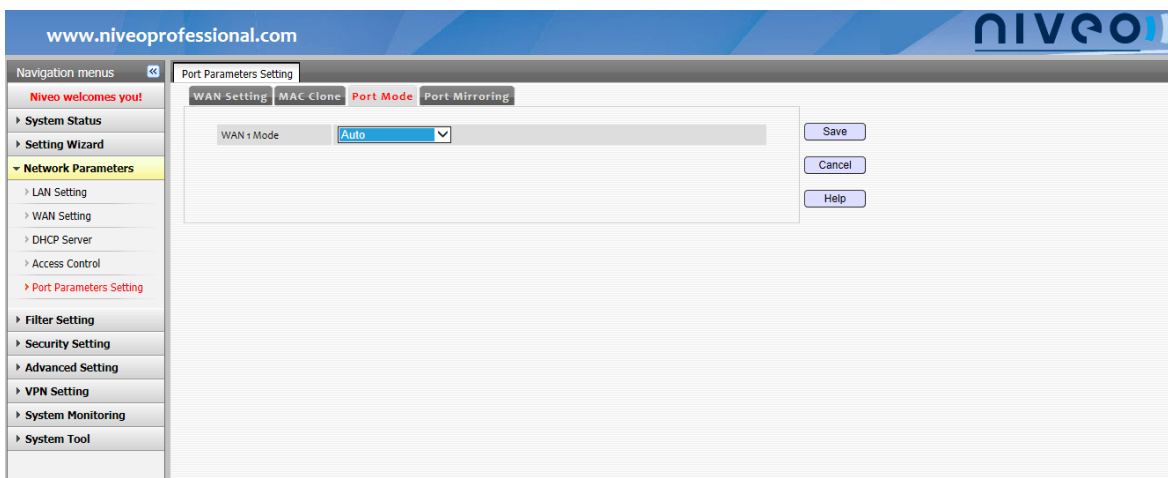 www.niveoprofessional.com
niveo
Navigation menus
Niveo welcomes you!
System Status
Setting Wizard
Network Parameters
LAN Setting
WAN Setting
DHCP Server
Access Control
Port Parameters Setting
Filter Setting
Security Setting
Advanced Setting
VPN Setting
System Monitoring
System Tool
Port Parameters Setting
WAN Setting MAC Clone Port Mode Port Mirroring
WAN 1 Mode Auto
Save
Cancel
Help